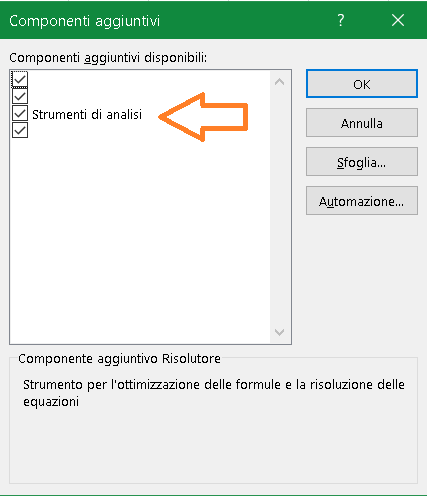 Componenti aggiuntivi
?
Componenti aggiuntivi disponibili:
Strumenti di analisi
OK
Annulla
Sfoglia...
Automazione...
Componente aggiuntivo Risolutore
Strumento per l'ottimizzazione delle formule e la risoluzione delle
equazioni